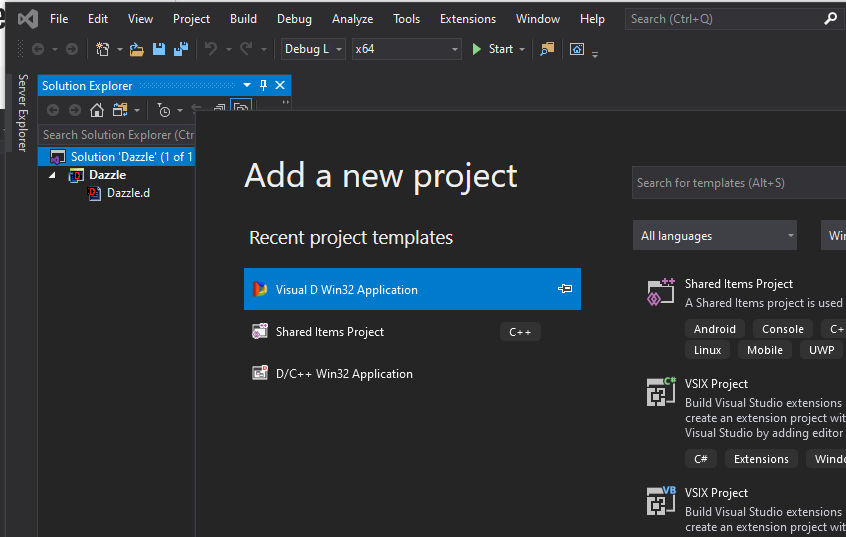 File Edit View Project Build Debug Analyze Tools Extensions Window Help Search (Ctrl+Q)
Debug L x64 Start
Server Explorer
Solution Explorer
Search Solution Explorer (Ctr
Solution 'Dazzle' (1 of 1
Dazzle
Dazzle.d
Add a new project
Recent project templates
Visual D Win32 Application
Shared Items Project C++
D/C++ Win32 Application
Search for templates (Alt+S)
All languages Win
Shared Items Project
A Shared Items project is used
Android Console C+
Linux Mobile UWP
VSIX Project
Build Visual Studio extensions
create an extension project wit
Visual Studio by adding editor
C# Extensions Windo
VSIX Project
Build Visual Studio extensions
create an extension project wit